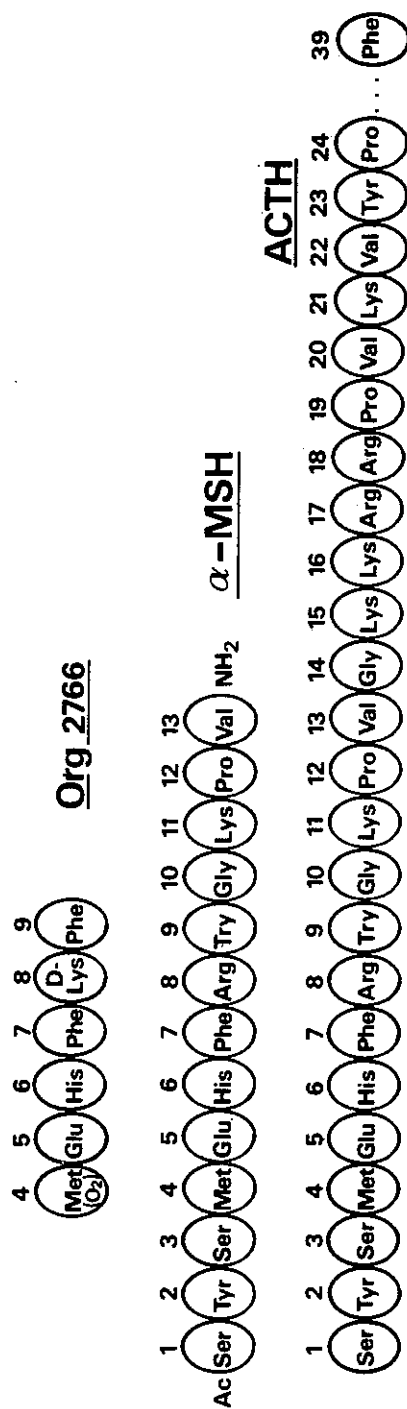 Org 2766
4 5 6 7 8 9
Met (O₂) Glu His Phe D-Lys Phe
α-MSH
1 2 3 4 5 6 7 8 9 10 11 12 13
Ac Ser Tyr Ser Met Glu His Phe Arg Try Gly Lys Pro Val NH₂
ACTH
1 2 3 4 5 6 7 8 9 10 11 12 13 14 15 16 17 18 19 20 21 22 23 24 39
Ser Tyr Ser Met Glu His Phe Arg Try Gly Lys Pro Val Gly Lys Lys Arg Arg Pro Val Lys Val Tyr Pro ... Phe